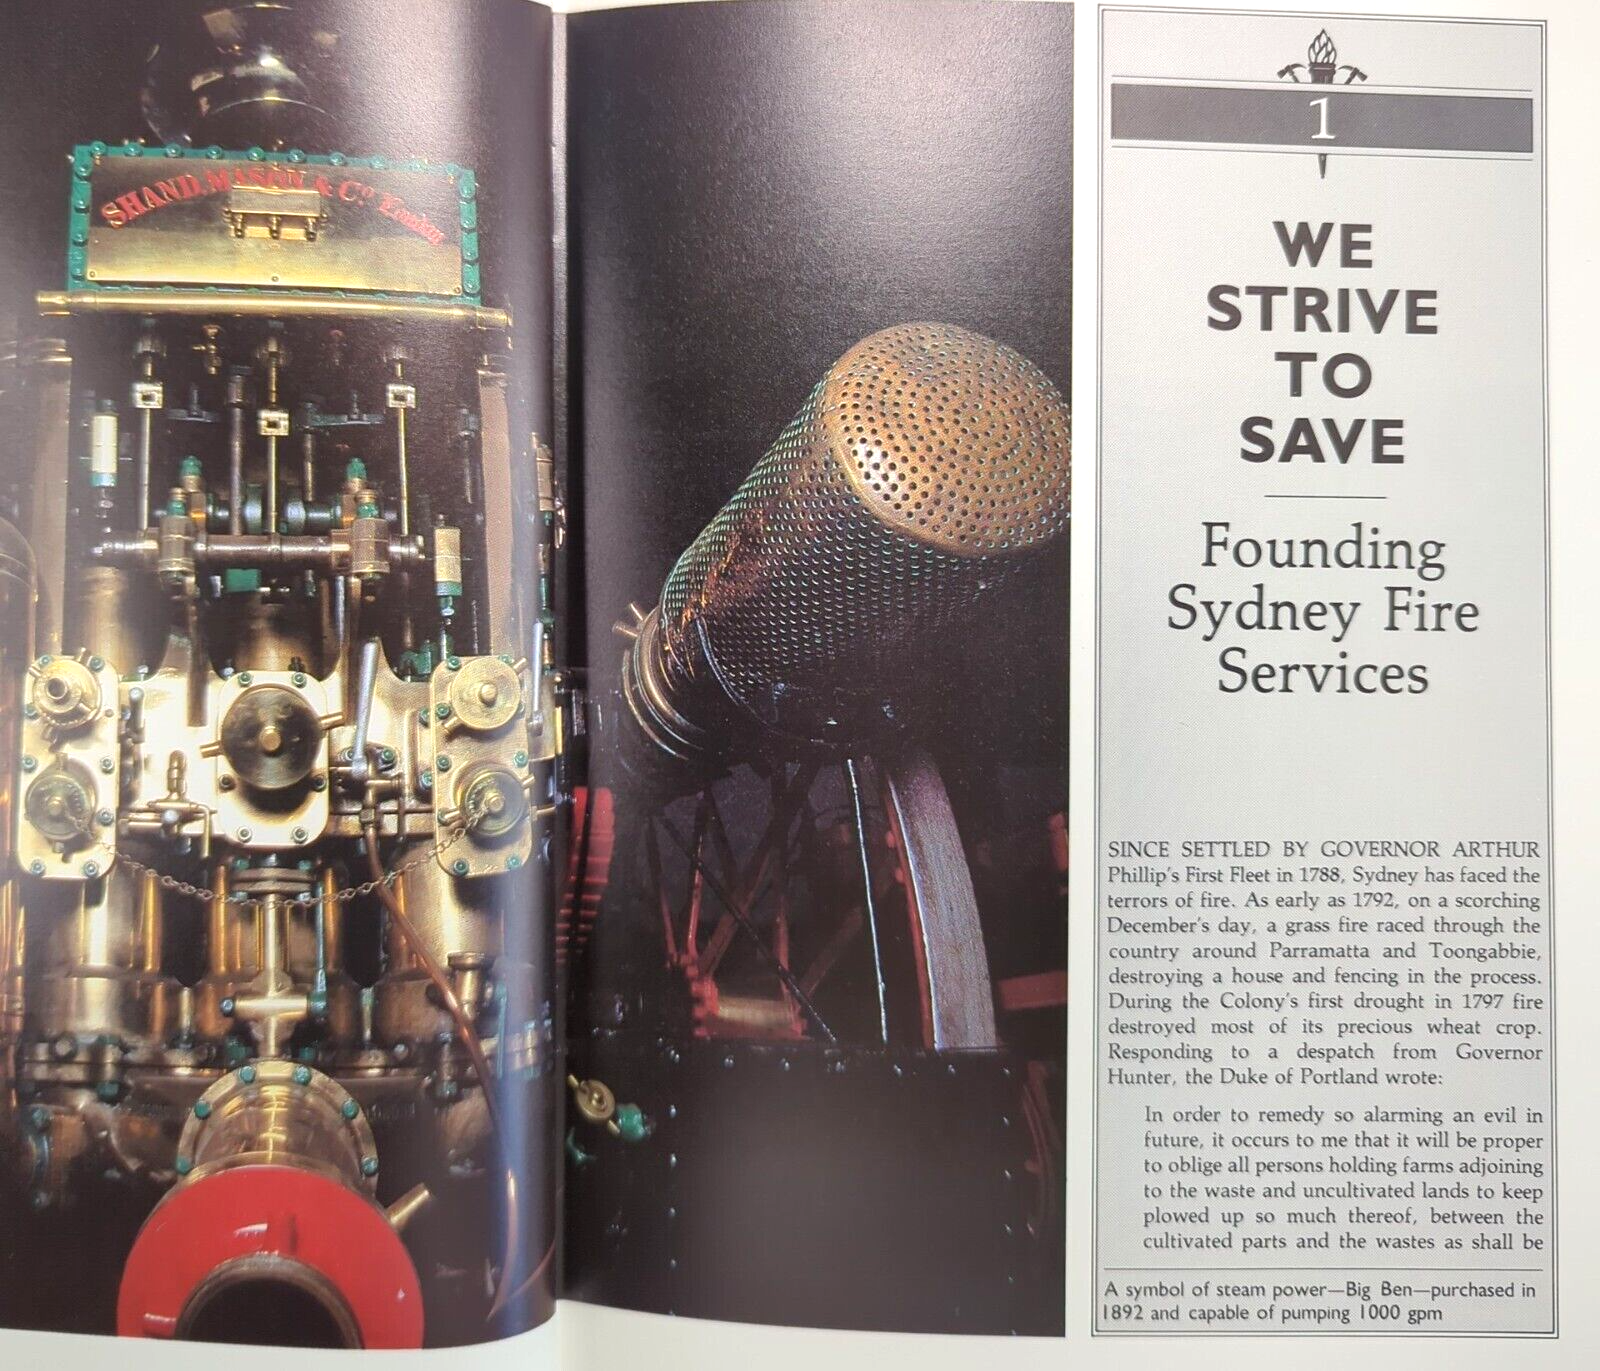 SHAND, MASON & Co. London
1
WE
STRIVE
TO
SAVE
Founding
Sydney Fire
Services
SINCE SETTLED BY GOVERNOR ARTHUR
Phillip's First Fleet in 1788, Sydney has faced the
terrors of fire. As early as 1792, on a scorching
December's day, a grass fire raced through the
country around Parramatta and Toongabbie,
destroying a house and fencing in the process.
During the Colony's first drought in 1797 fire
destroyed most of its precious wheat crop.
Responding to a despatch from Governor
Hunter, the Duke of Portland wrote:
In order to remedy so alarming an evil in
future, it occurs to me that it will be proper
to oblige all persons holding farms adjoining
to the waste and uncultivated lands to keep
plowed up so much thereof, between the
cultivated parts and the wastes as shall be
A symbol of steam power—Big Ben—purchased in
1892 and capable of pumping 1000 gpm